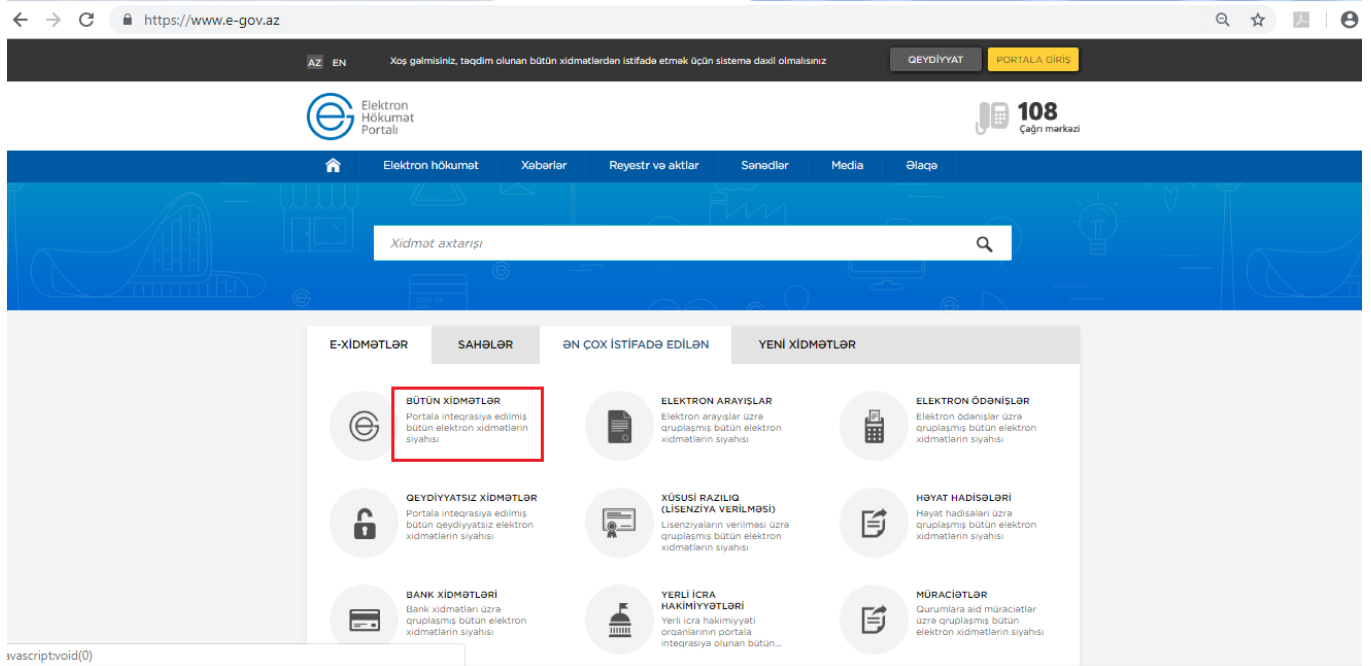 https://www.e-gov.az
AZ EN Xoş gəlmisiniz, təqdim olunan bütün xidmətlərdən istifadə etmək üçün sistemə daxil olmalısınız QEYDİYYAT PORTALA GİRİŞ
Elektron
Hökumət
Portalı
108
Çağrı mərkəzi
Elektron hökumət Xəbərlər Reyestr və aktlar Sənədlər Media Əlaqə
Xidmət axtarışı
E-XİDMƏTLƏR SAHƏLƏR ƏN ÇOX İSTİFADƏ EDİLƏN YENİ XİDMƏTLƏR
BÜTÜN XİDMƏTLƏR
Portala inteqrasiya edilmiş
bütün elektron xidmətlərin
siyahısı
ELEKTRON ARAYIŞLAR
Elektron arayışlar üzrə
qruplaşmış bütün elektron
xidmətlərin siyahısı
ELEKTRON ÖDƏNİŞLƏR
Elektron ödənişlər üzrə
qruplaşmış bütün elektron
xidmətlərin siyahısı
QEYDİYYATSIZ XİDMƏTLƏR
Portala inteqrasiya edilmiş
bütün qeydiyyatsız elektron
xidmətlərin siyahısı
XÜSUSİ RAZILIQ
(LİSENZİYA VERİLMƏSİ)
Lisenziyaların verilməsi üzrə
qruplaşmış bütün elektron
xidmətlərin siyahısı
HƏYAT HADİSƏLƏRİ
Həyat hadisələri üzrə
qruplaşmış bütün elektron
xidmətlərin siyahısı
BANK XİDMƏTLƏRİ
Bank xidmətləri üzrə
qruplaşmış bütün elektron
xidmətlərin siyahısı
YERLİ İCRA
HAKİMİYYƏTLƏRİ
Yerli icra hakimiyyəti
orqanlarının portala
inteqrasiya olunan bütün...
MÜRACİƏTLƏR
Qurumlara aid müraciətlər
üzrə qruplaşmış bütün
elektron xidmətlərin siyahısı
avascript:void(0)